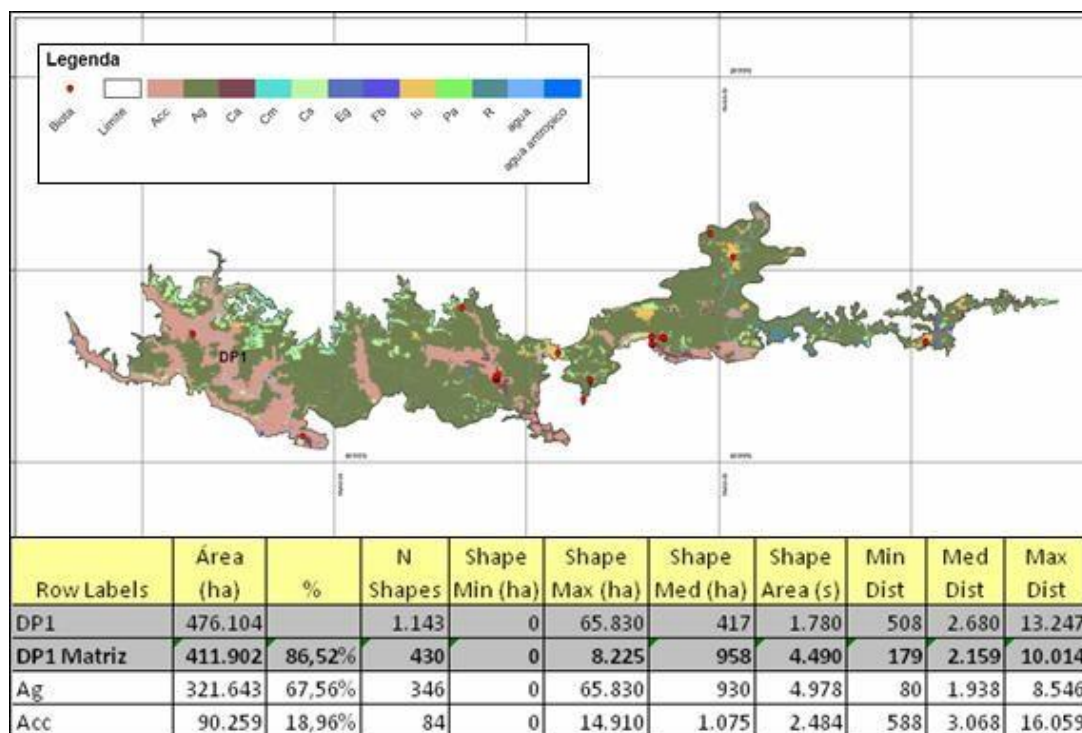 Legenda
Biota Limite Acc Ag Ca Cm Cs Eg Fb Iu Pa R agua agua antropico
DP1
Row Labels Área (ha) % N Shapes Shape Min (ha) Shape Max (ha) Shape Med (ha) Shape Area (s) Min Dist Med Dist Max Dist
DP1 476.104 1.143 0 65.830 417 1.780 508 2.680 13.247
DP1 Matriz 411.902 86,52% 430 0 8.225 958 4.490 179 2.159 10.014
Ag 321.643 67,56% 346 0 65.830 930 4.978 80 1.938 8.546
Acc 90.259 18,96% 84 0 14.910 1.075 2.484 588 3.068 16.059